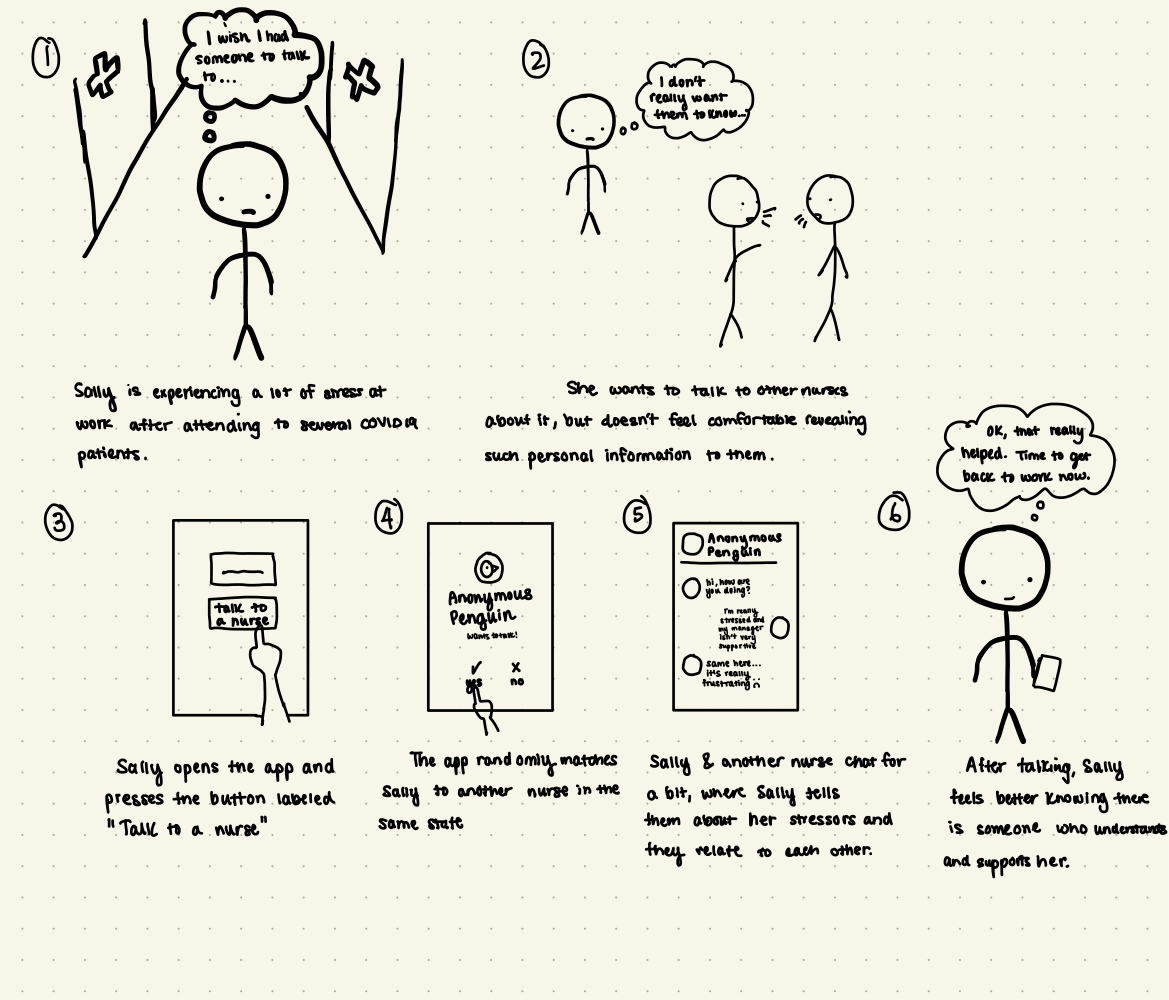 1
I wish I had
someone to talk
to...
Sally is experiencing a lot of stress at
work after attending to several COVID19
patients.
2
I don't
really want
them to know...
She wants to talk to other nurses
about it, but doesn't feel comfortable revealing
such personal information to them.
3
talk to
a nurse
Sally opens the app and
presses the button labeled
"Talk to a nurse"
4
Anonymous
Penguin
wants to talk!
✓ x
yes no
The app randomly matches
Sally to another nurse in the
same state
5
Anonymous
Penguin
hi, how are
you doing?
I'm really
stressed and
my manager
isn't very
supportive
same here...
it's really
frustrating :(
Sally & another nurse chat for
a bit, where Sally tells
them about her stressors and
they relate to each other.
6
OK, that really
helped. Time to get
back to work now.
After talking, Sally
feels better knowing there
is someone who understands
and supports her.